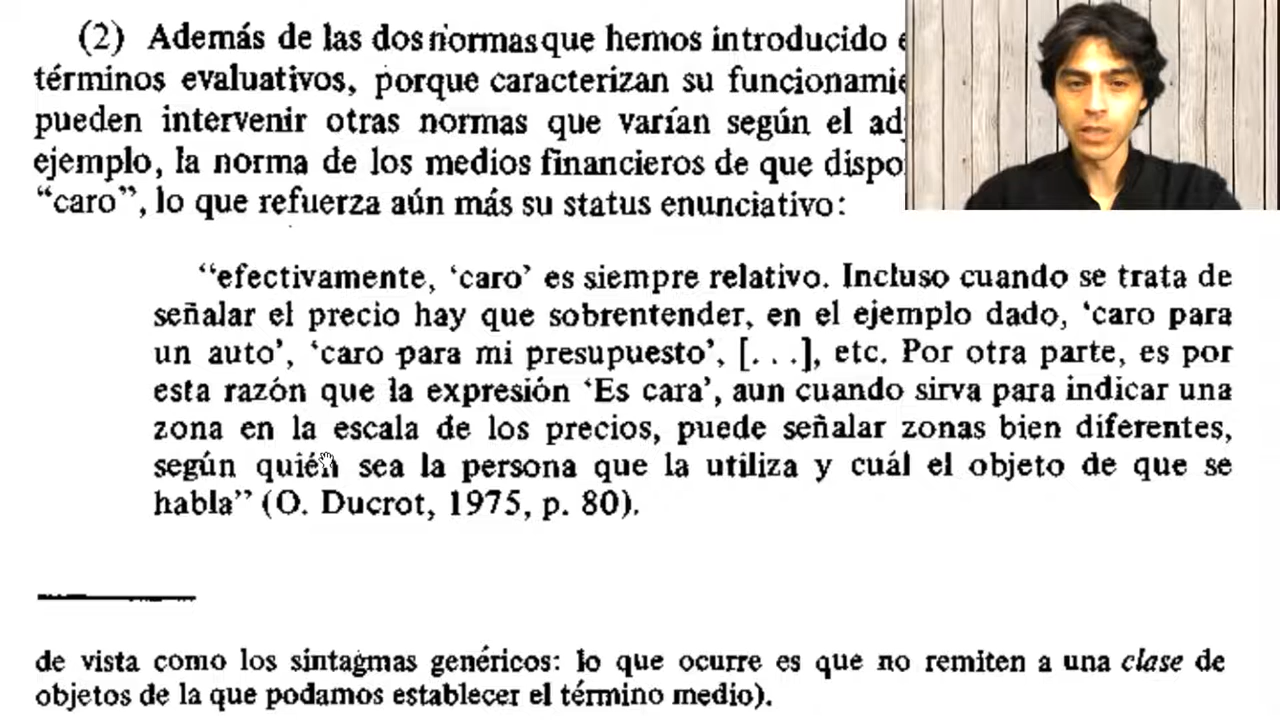 (2) Además de las dos normas que hemos introducido
términos evaluativos, porque caracterizan su
pueden intervenir otras normas que varían según el
ejemplo, la norma de los medios financieros de que
“caro”, lo que refuerza aún más su status enunciativo:
“efectivamente, ‘caro’ es siempre relativo. Incluso cuando se trata de
señalar el precio hay que sobrentender, en el ejemplo dado, ‘caro para
un auto’, ‘caro para mi presupuesto’, [. . .], etc. Por otra parte, es por
esta razón que la expresión ‘Es cara’, aun cuando sirva para indicar una
zona en la escala de los precios, puede señalar zonas bien diferentes,
según quién sea la persona que la utiliza y cuál el objeto de que se
habla” (O. Ducrot, 1975, p. 80).
de vista como los sintagmas genéricos: lo que ocurre es que no remiten a una clase de
objetos de la que podamos establecer el término medio).